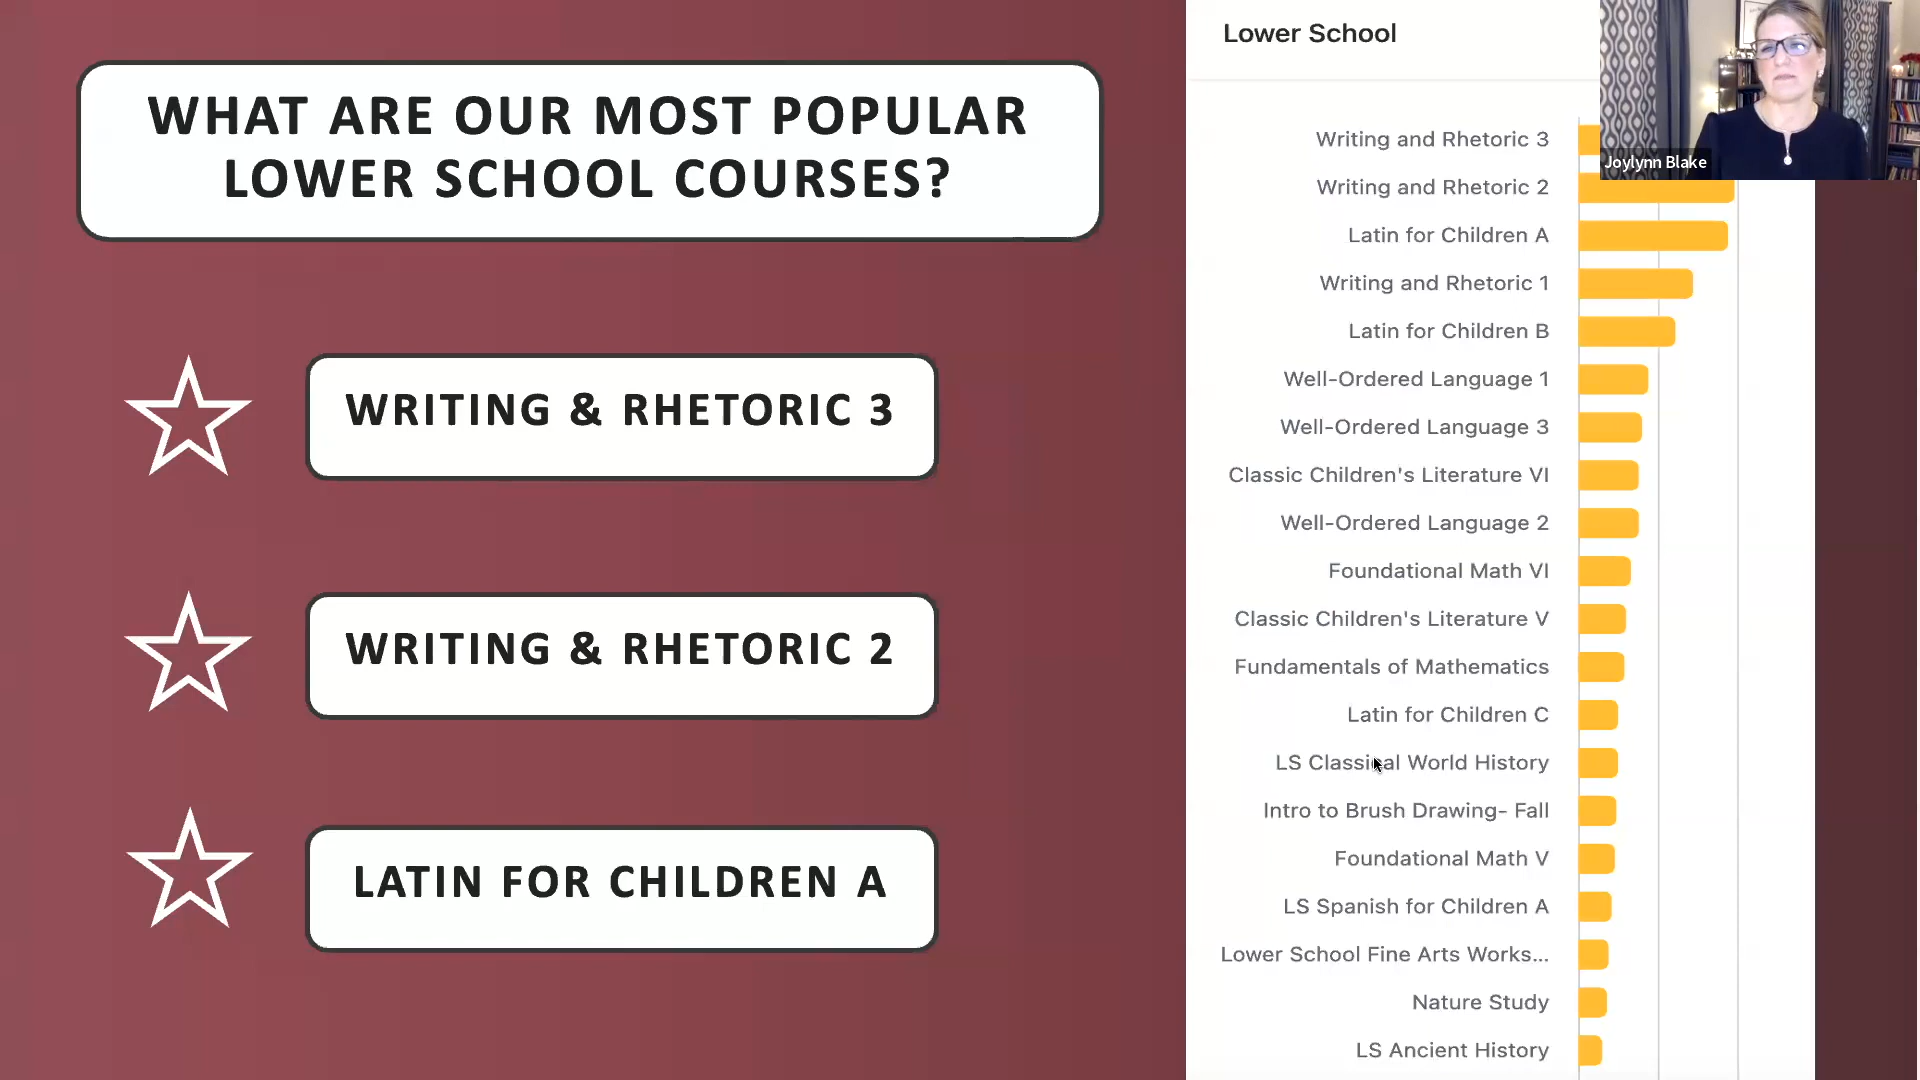 WHAT ARE OUR MOST POPULAR
LOWER SCHOOL COURSES?
WRITING & RHETORIC 3
WRITING & RHETORIC 2
LATIN FOR CHILDREN A
Lower School
Writing and Rhetoric 3
Writing and Rhetoric 2
Latin for Children A
Writing and Rhetoric 1
Latin for Children B
Well-Ordered Language 1
Well-Ordered Language 3
Classic Children's Literature VI
Well-Ordered Language 2
Foundational Math VI
Classic Children's Literature V
Fundamentals of Mathematics
Latin for Children C
LS Classical World History
Intro to Brush Drawing- Fall
Foundational Math V
LS Spanish for Children A
Lower School Fine Arts Works...
Nature Study
LS Ancient History
Joylynn Blake